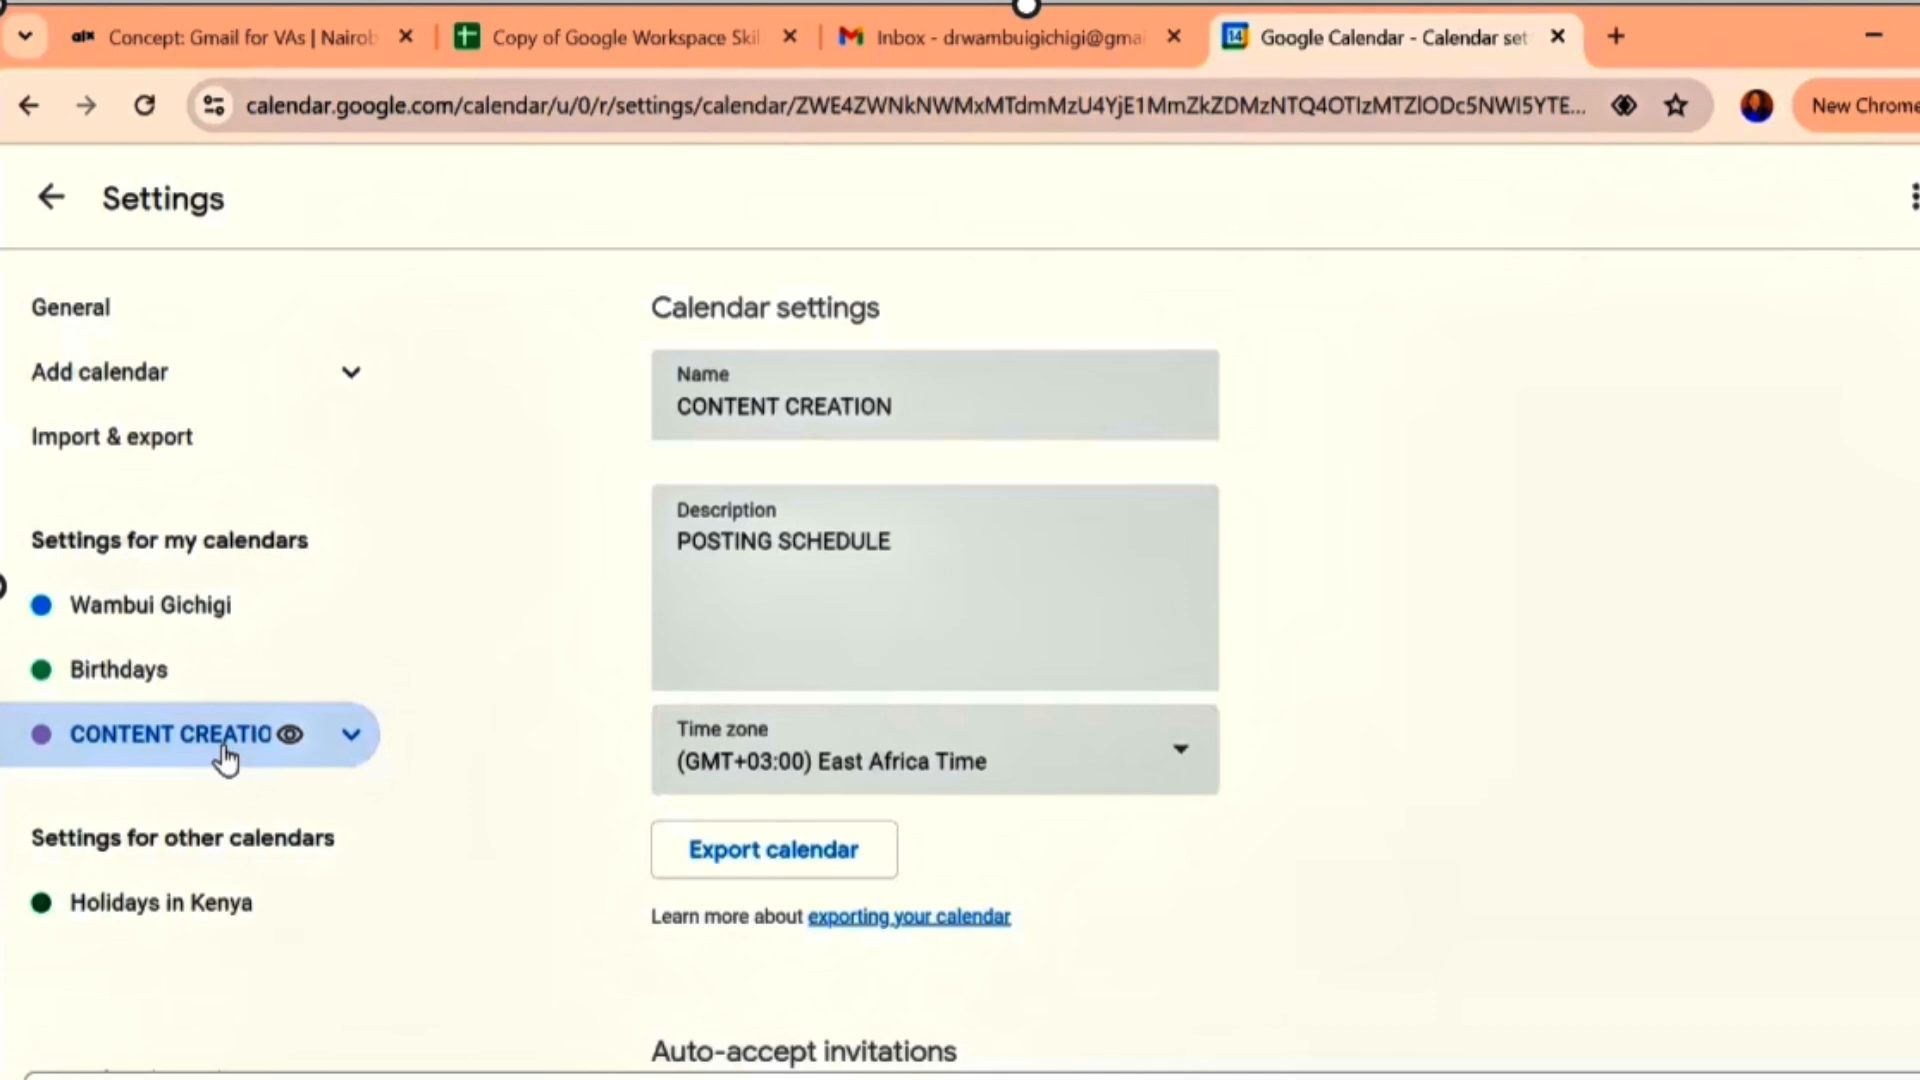 alx Concept: Gmail for VAs | Nairob
Copy of Google Workspace Skil
Inbox - drwambuigichigi@gma
14 Google Calendar - Calendar set
calendar.google.com/calendar/u/0/r/settings/calendar/ZWE4ZWNkNWMxMTdmMzU4YjE1MmZkZDMzNTQ4OTIzMTZlODc5NWI5YTE...
New Chrome
Settings
General
Add calendar
Import & export
Settings for my calendars
Wambui Gichigi
Birthdays
CONTENT CREATIO
Settings for other calendars
Holidays in Kenya
Calendar settings
Name
CONTENT CREATION
Description
POSTING SCHEDULE
Time zone
(GMT+03:00) East Africa Time
Export calendar
Learn more about exporting your calendar
Auto-accept invitations